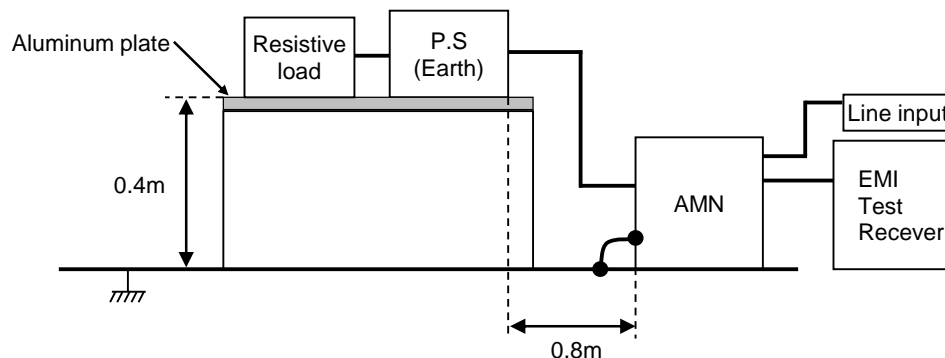 Aluminum plate
Resistive
load
P.S
(Earth)
Line input
0.4m
AMN
EMI
Test
Recever
0.8m